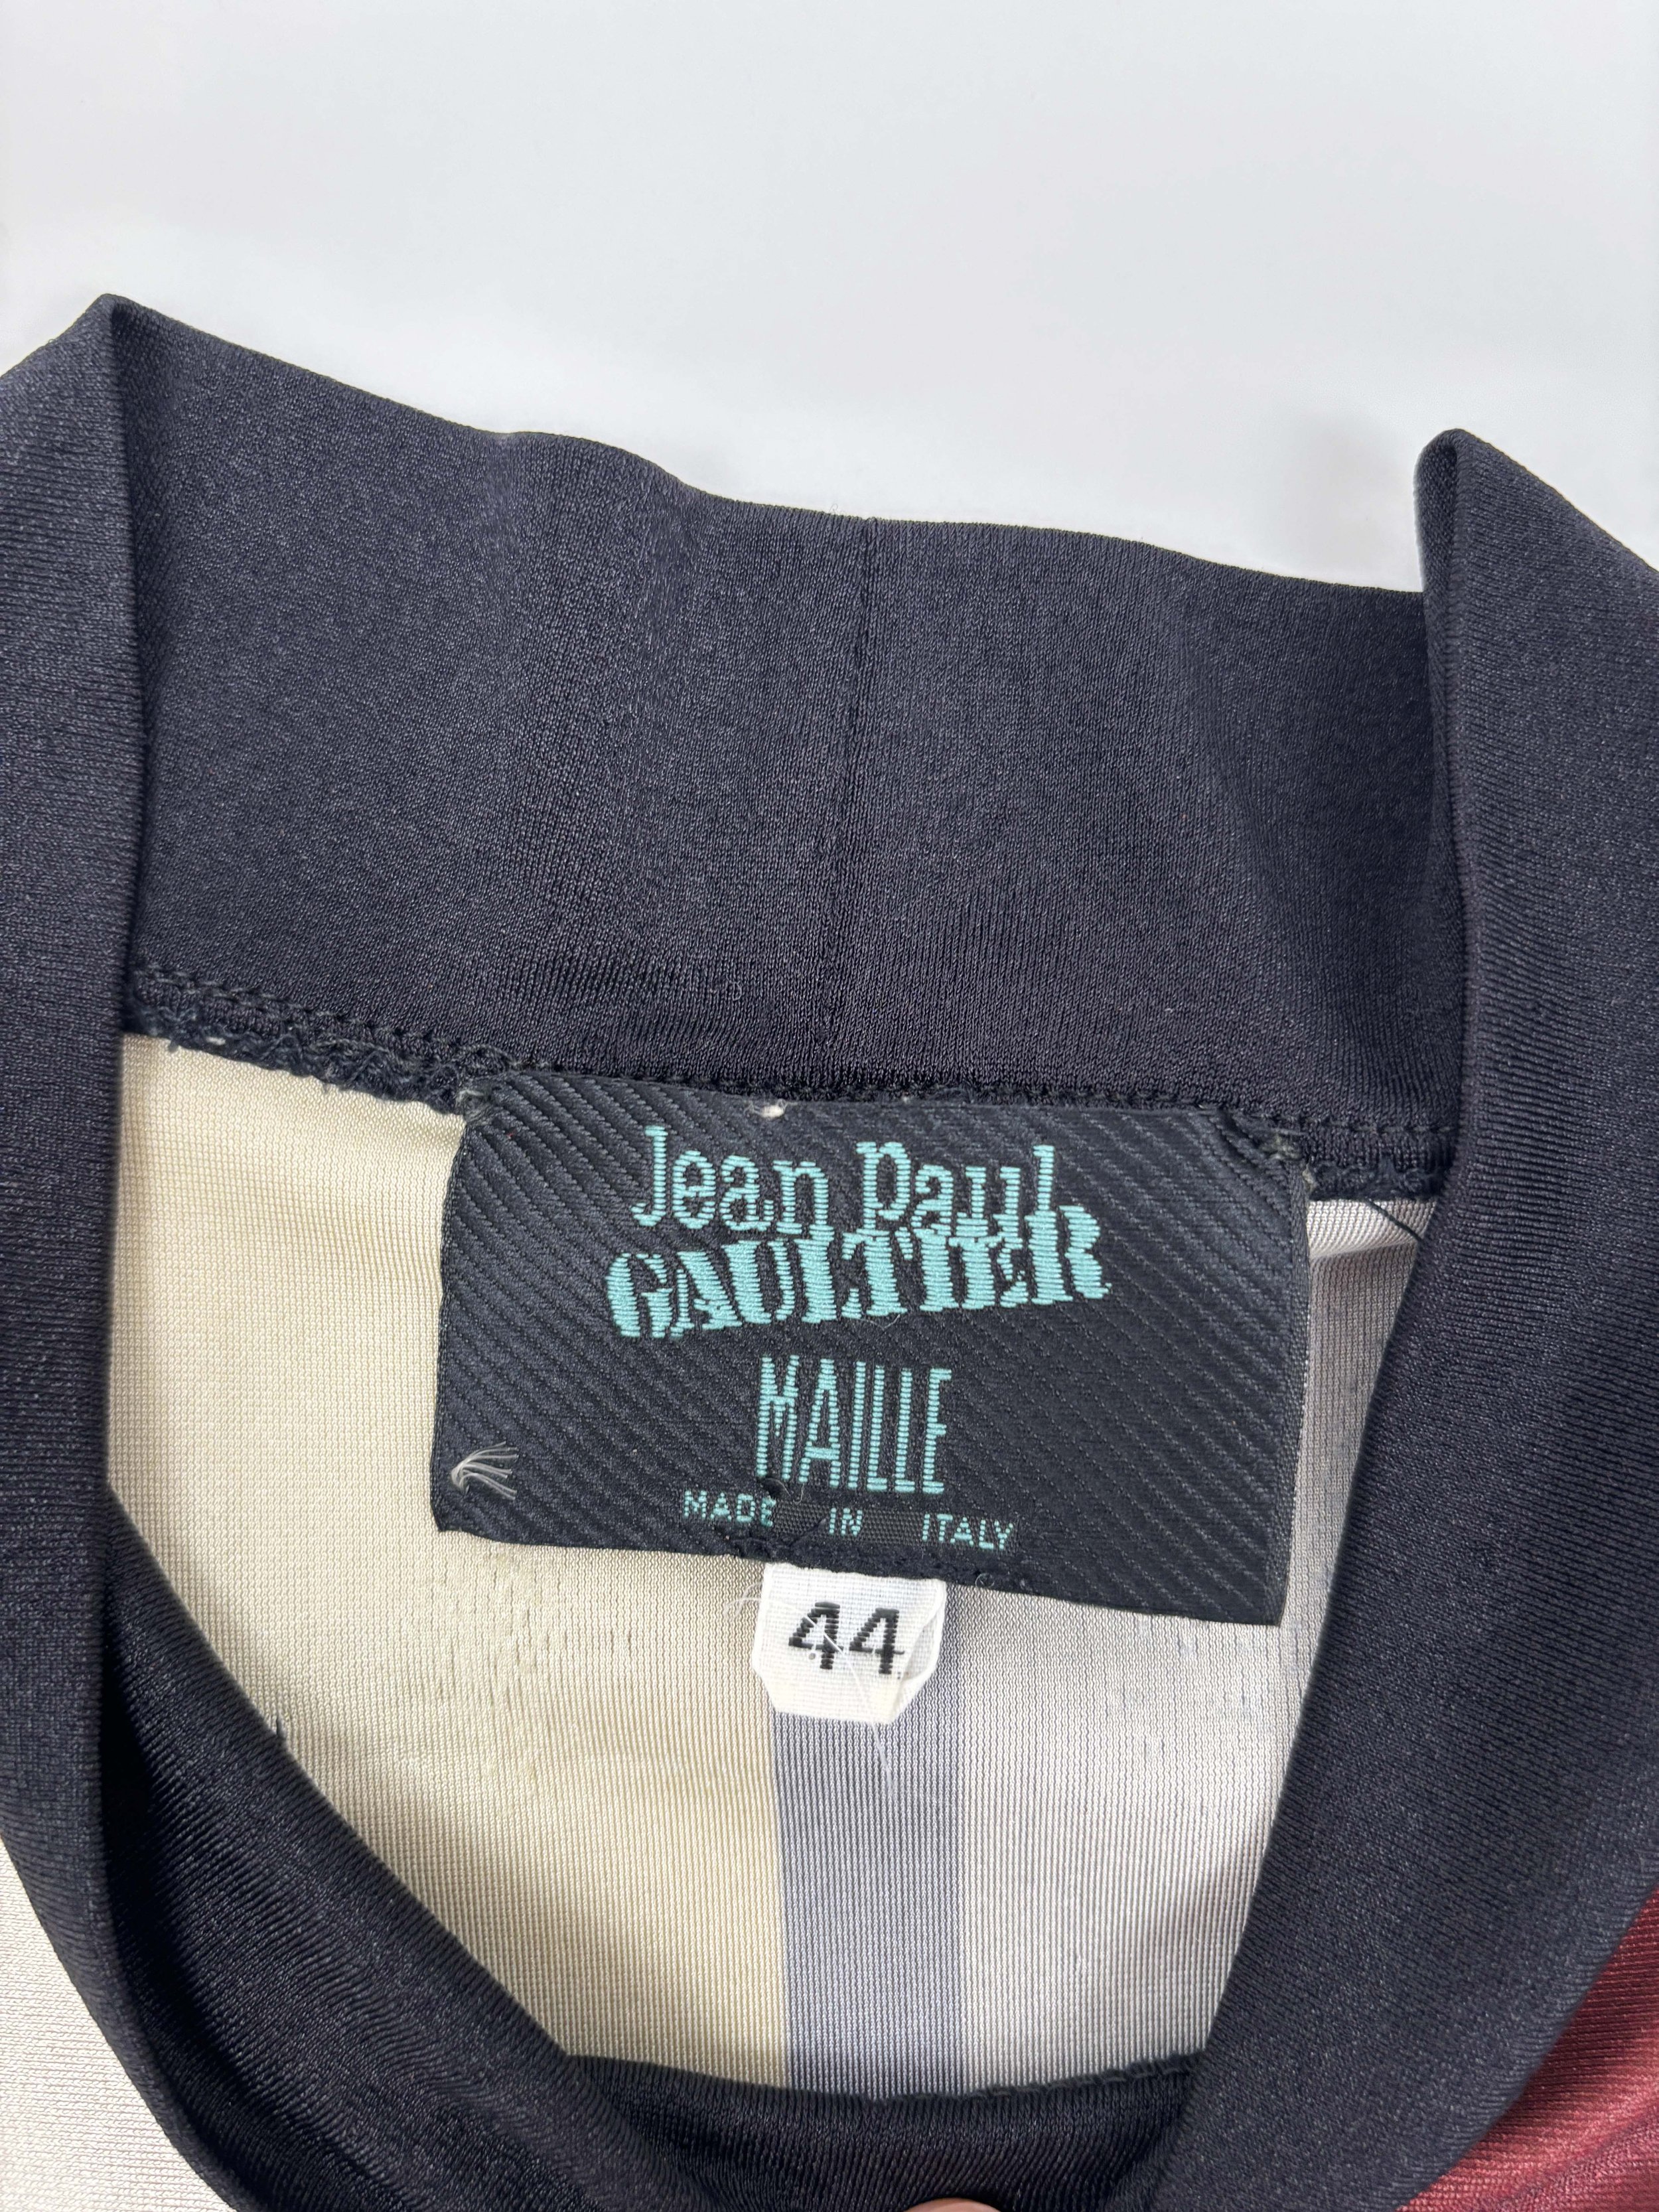 Jean Paul
GAULTIER
MAILLE
MADE IN ITALY
44